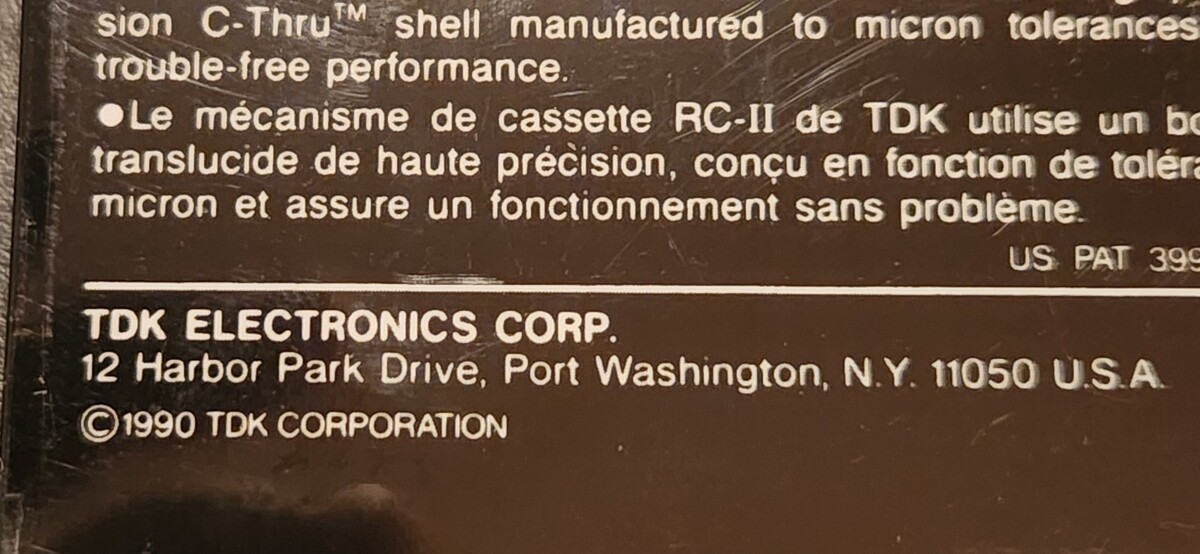 sion C-Thru™ shell manufactured to micron tolerances
trouble-free performance.
●Le mécanisme de cassette RC-II de TDK utilise un
translucide de haute précision, conçu en fonction de
micron et assure un fonctionnement sans problème.
US PAT
TDK ELECTRONICS CORP.
12 Harbor Park Drive, Port Washington, N.Y. 11050 U.S.A.
©1990 TDK CORPORATION